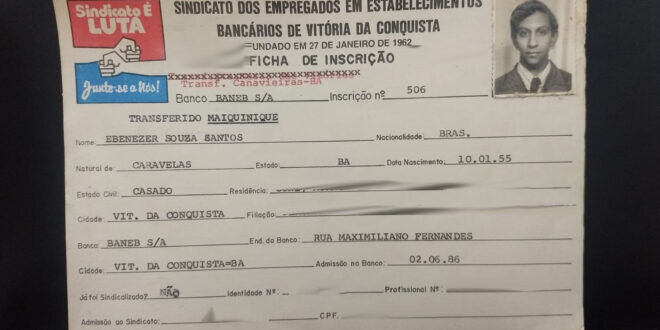 Sindicato É
LUTA
Junte-se a Nós!
SINDICATO DOS EMPREGADOS EM ESTABELECIMENTOS
BANCÁRIOS DE VITÓRIA DA CONQUISTA
FUNDADO EM 27 DE JANEIRO DE 1962
FICHA DE INSCRIÇÃO
xxxxxxxxxxxxxxxxxxxxxxxxxxx
Transf. Canavieiras-BA
Banco BANEB S/A Inscrição nº 506
TRANSFERIDO MAIQUINIQUE
Nome: EBENEZER SOUZA SANTOS Nacionalidade: BRAS.
Natural de: CARAVELAS Estado: BA Data Nascimento: 10.01.55
Estado Civil: CASADO Residência:
Cidade: VIT. DA CONQUISTA Filiação:
Banco: BANEB S/A End. do Banco: RUA MAXIMILIANO FERNANDES
Cidade: VIT. DA CONQUISTA=BA Admissão no Banco: 02.06.86
Já foi Sindicalizado? NÃO Identidade Nº: Profissional Nº:
Admissão ao Sindicato: CPF.